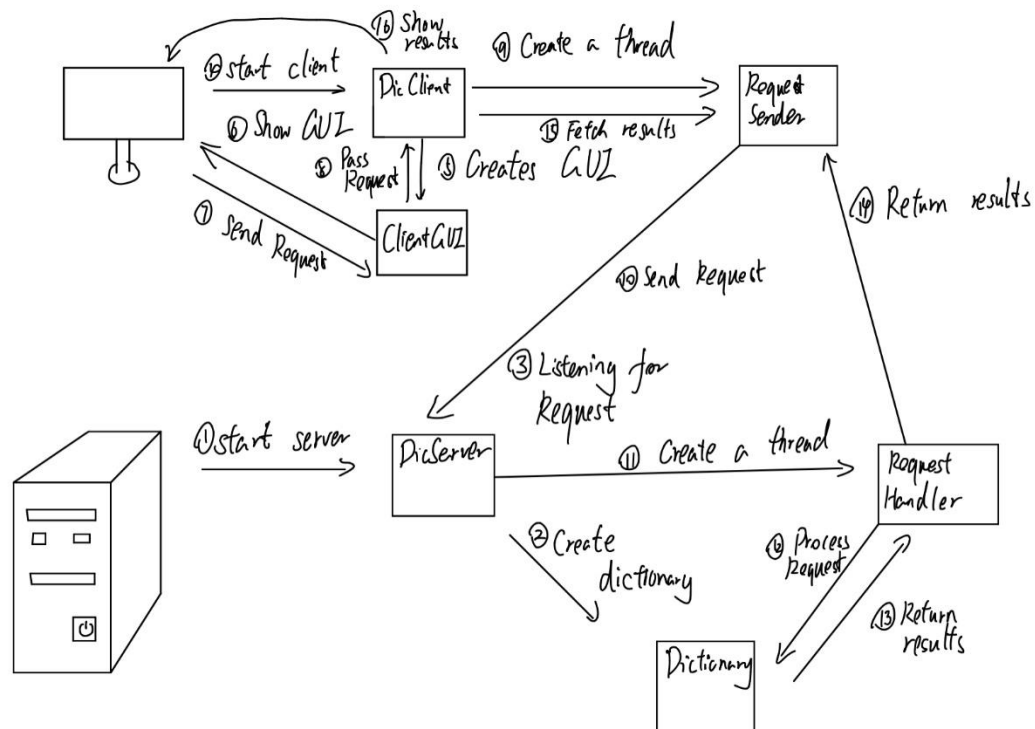 ⑯ Show
results
⑨ Create a thread
④ start client
DicClient
Request
Sender
⑥ Show GUI
⑮ Fetch results
⑧ Pass
Request
⑤ Creates GUI
⑦ Send Request
ClientGUI
⑭ Return results
⑩ Send Request
③ Listening for
Request
① start server
DicServer
⑪ Create a thread
Request
Handler
② Create
dictionary
⑫ Process
Request
⑬ Return
results
Dictionary